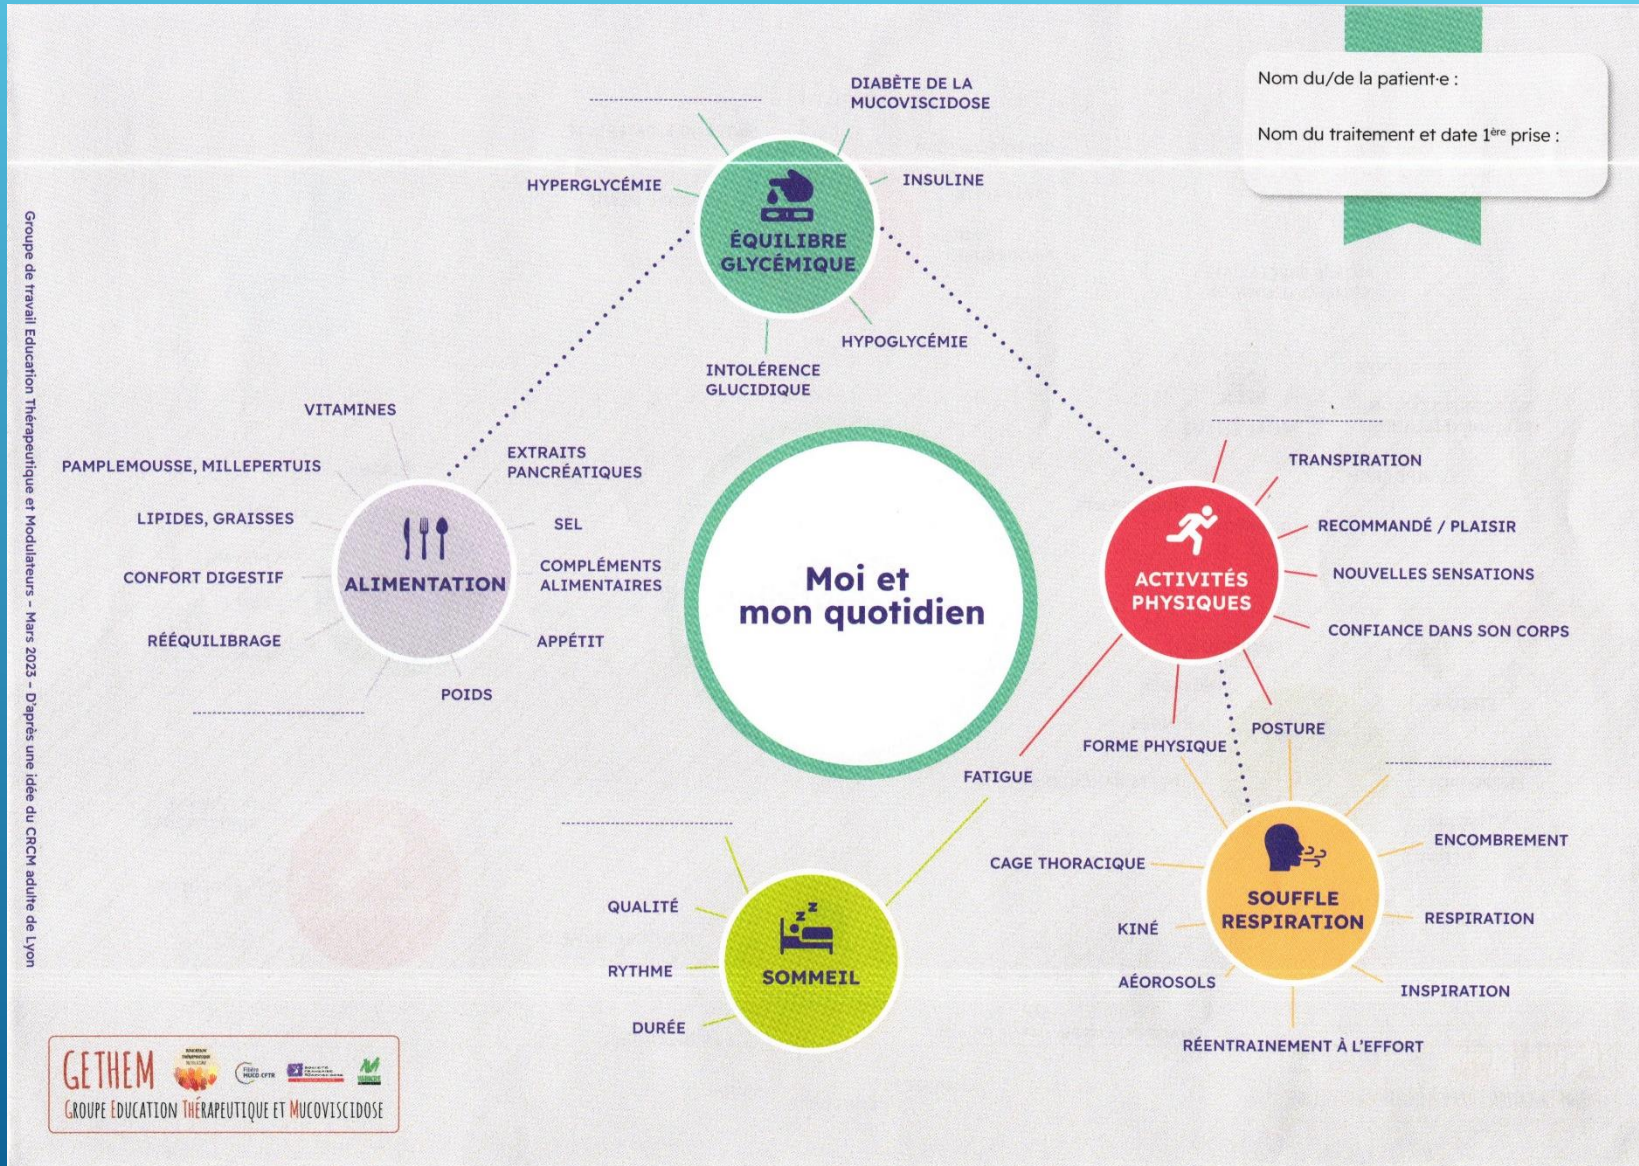 Nom du/de la patient·e :
Nom du traitement et date 1ère prise :
DIABÈTE DE LA
MUCOVISCIDOSE
HYPERGLYCÉMIE
INSULINE
ÉQUILIBRE
GLYCÉMIQUE
HYPOGLYCÉMIE
INTOLÉRENCE
GLUCIDIQUE
VITAMINES
PAMPLEMOUSSE, MILLEPERTUIS
LIPIDES, GRAISSES
CONFORT DIGESTIF
RÉÉQUILIBRAGE
ALIMENTATION
EXTRAITS
PANCRÉATIQUES
SEL
COMPLÉMENTS
ALIMENTAIRES
APPÉTIT
POIDS
Moi et
mon quotidien
TRANSPIRATION
RECOMMANDÉ / PLAISIR
NOUVELLES SENSATIONS
CONFIANCE DANS SON CORPS
ACTIVITÉS
PHYSIQUES
POSTURE
FORME PHYSIQUE
FATIGUE
QUALITÉ
RYTHME
DURÉE
z z
SOMMEIL
CAGE THORACIQUE
KINÉ
AÉOROSOLS
SOUFFLE
RESPIRATION
ENCOMBREMENT
RESPIRATION
INSPIRATION
RÉENTRAINEMENT À L'EFFORT
Groupe de travail Education Thérapeutique et Modulateurs – Mars 2023 – D'après une idée du CRCM adulte de Lyon
GETHEM
Filière
MUCO CFTR
GROUPE EDUCATION THÉRAPEUTIQUE ET MUCOVISCIDOSE